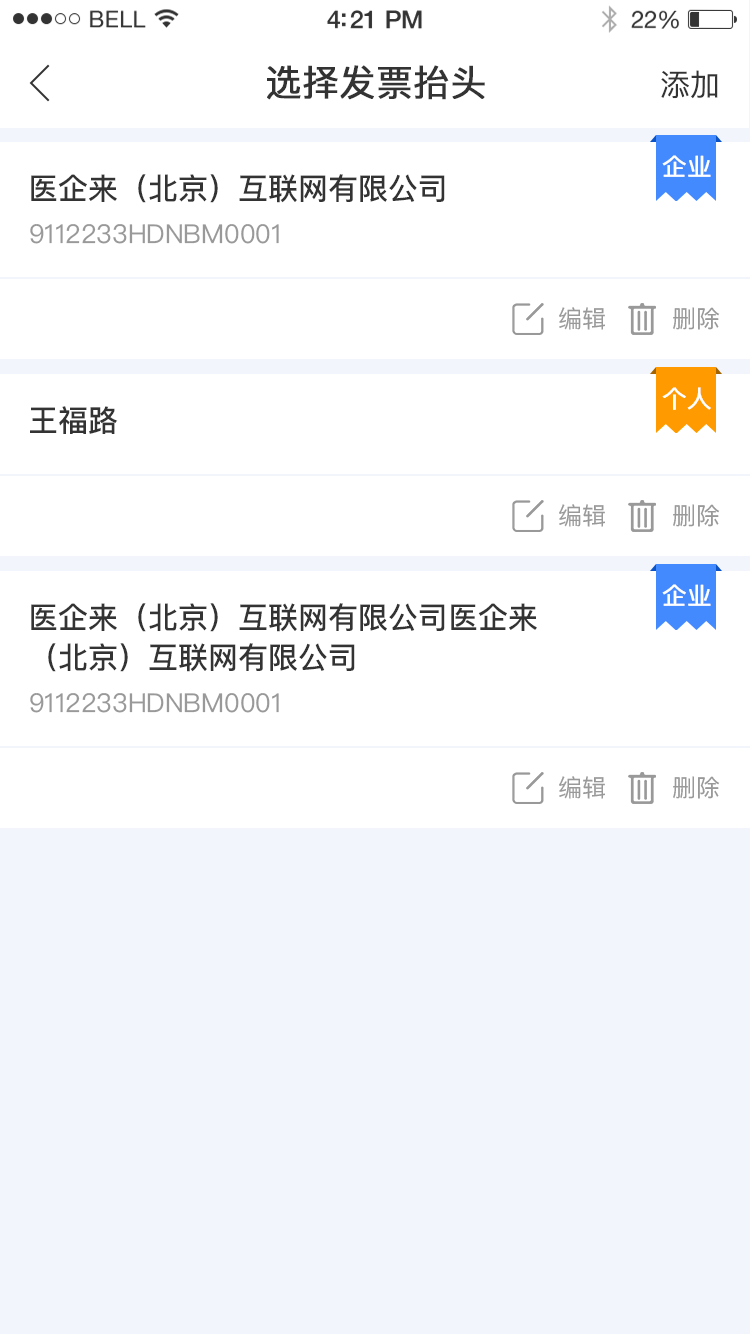 BELL 4:21 PM 22%
选择发票抬头 添加
医企来（北京）互联网有限公司 企业
9112233HDNBM0001
编辑 删除
王福路 个人
编辑 删除
医企来（北京）互联网有限公司医企来 企业
（北京）互联网有限公司
9112233HDNBM0001
编辑 删除